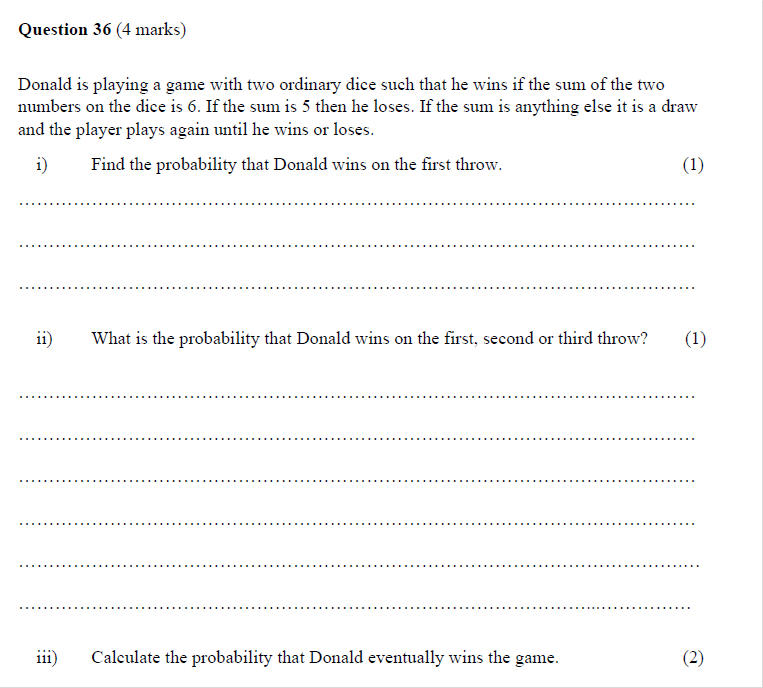 Question 36 (4 marks)
Donald is playing a game with two ordinary dice such that he wins if the sum of the two
numbers on the dice is 6. If the sum is 5 then he loses. If the sum is anything else it is a draw
and the player plays again until he wins or loses.
i) Find the probability that Donald wins on the first throw. (1)
ii) What is the probability that Donald wins on the first, second or third throw? (1)
iii) Calculate the probability that Donald eventually wins the game. (2)